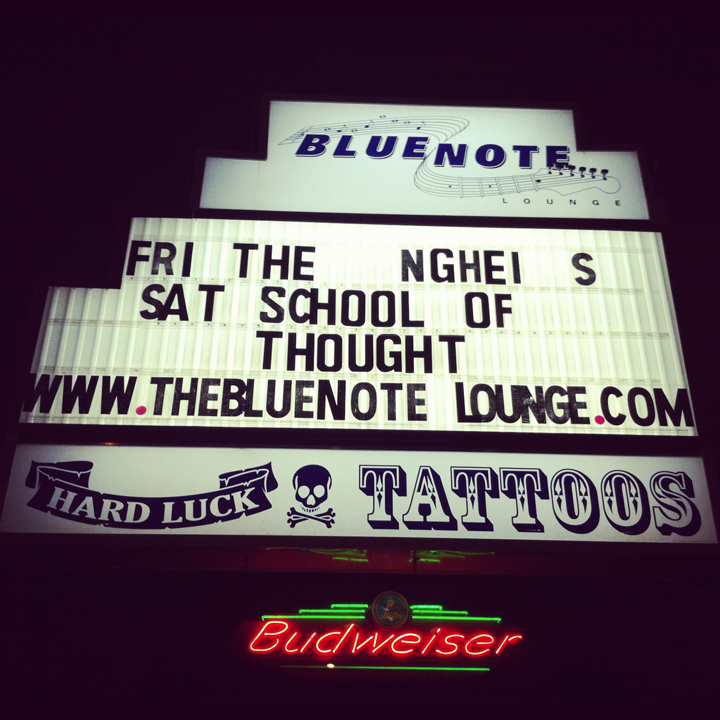 BLUENOTE
LOUNGE
FRI THE NGHEI S
SAT SCHOOL OF
THOUGHT
WWW.THEBLUENOTE LOUNGE.COM
HARD LUCK TATTOOS
Budweiser